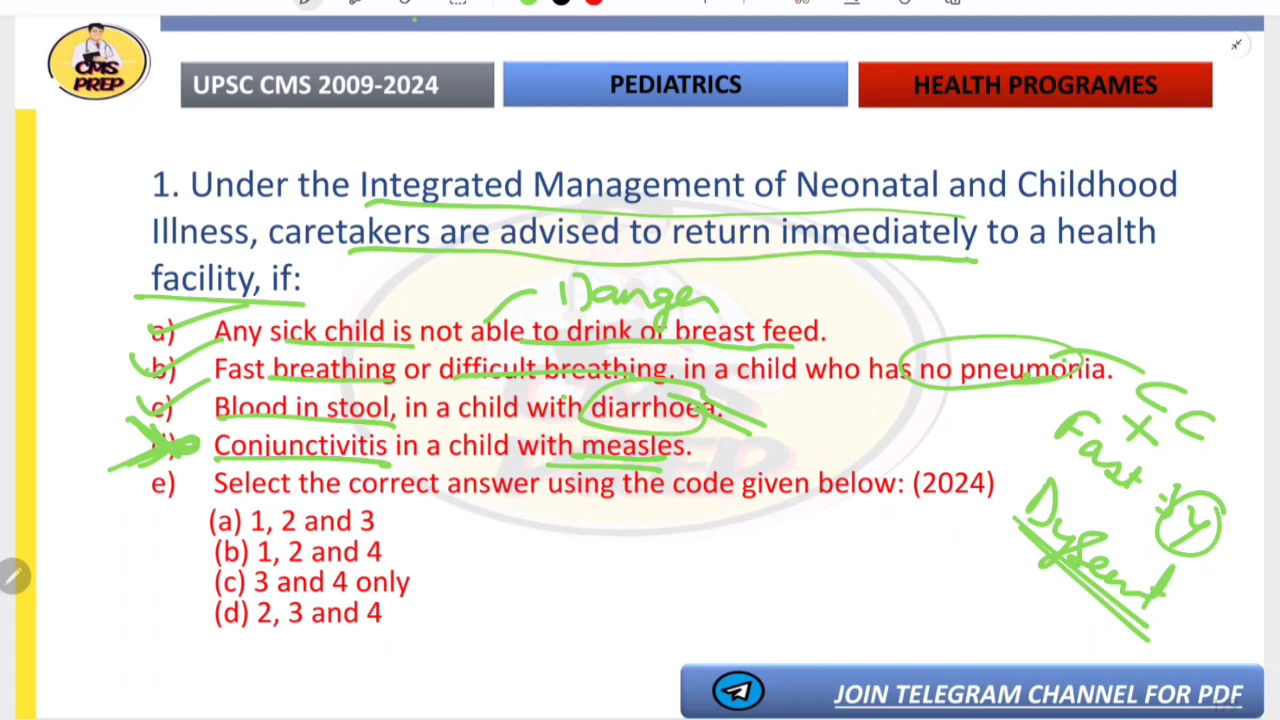 CMS
PREP
UPSC CMS 2009-2024
PEDIATRICS
HEALTH PROGRAMES
1. Under the Integrated Management of Neonatal and Childhood
Illness, caretakers are advised to return immediately to a health
facility, if:
Danger
a) Any sick child is not able to drink or breast feed.
b) Fast breathing or difficult breathing. in a child who has no pneumonia.
c) Blood in stool, in a child with diarrhoea.
Conjunctivitis in a child with measles.
e) Select the correct answer using the code given below: (2024)
(a) 1, 2 and 3
(b) 1, 2 and 4
(c) 3 and 4 only
(d) 2, 3 and 4
Fast
JOIN TELEGRAM CHANNEL FOR PDF